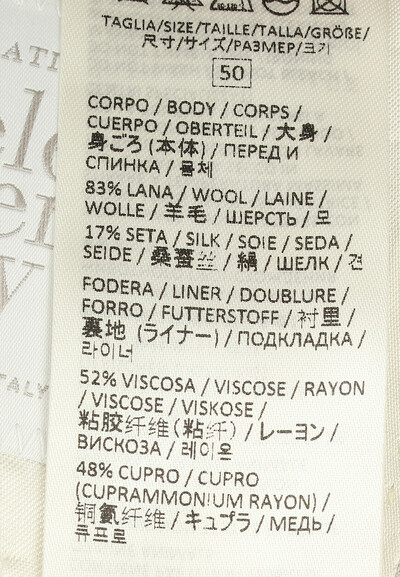 TAGLIA/SIZE/TAILLE/TALLA/GRÖßE/
尺寸/サイズ/РАЗМЕР/크기
50
CORPO / BODY / CORPS /
CUERPO / OBERTEIL / 大身 /
身ごろ (本体) / ПЕРЕД И
СПИНКА / 몸체
83% LANA / WOOL / LAINE /
WOLLE / 羊毛 / ШЕРСТЬ / 모
17% SETA / SILK / SOIE / SEDA /
SEIDE / 桑蚕丝 / 絹 / ШЕЛК / 견
FODERA / LINER / DOUBLURE /
FORRO / FUTTERSTOFF / 衬里 /
裏地 (ライナー) / ПОДКЛАДКА /
라이너
52% VISCOSA / VISCOSE / RAYON
/ VISCOSE / VISKOSE /
粘胶纤维(粘纤) / レーヨン /
ВИСКОЗА / 레이온
48% CUPRO / CUPRO
(CUPRAMMONIUM RAYON) /
铜氨纤维 / キュプラ / МЕДЬ /
큐프로